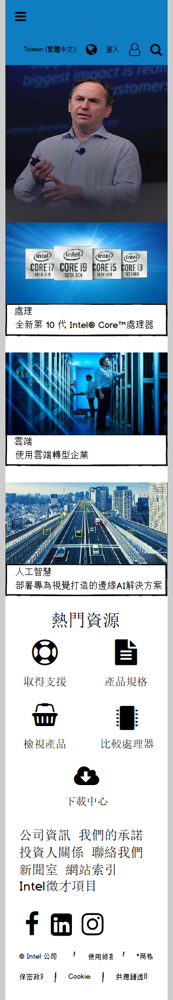 Taiwan (繁體中文) 登入
biggest impact is real
customers
intel intel intel intel
CORE i7 CORE i9 CORE i5 CORE i3
10TH GEN 10TH GEN 10TH GEN 10TH GEN
處理
全新第 10 代 Intel® Core™處理器
雲端
使用雲端轉型企業
人工智慧
部署專為視覺打造的邊緣AI解決方案
熱門資源
取得支援 產品規格
檢視產品 比較處理器
下載中心
公司資訊 我們的承諾
投資人關係 聯絡我們
新聞室 網站索引
Intel徵才項目
© Intel 公司 / 使用條 / *商標
保密政策 / Cookie / 供應鏈透明